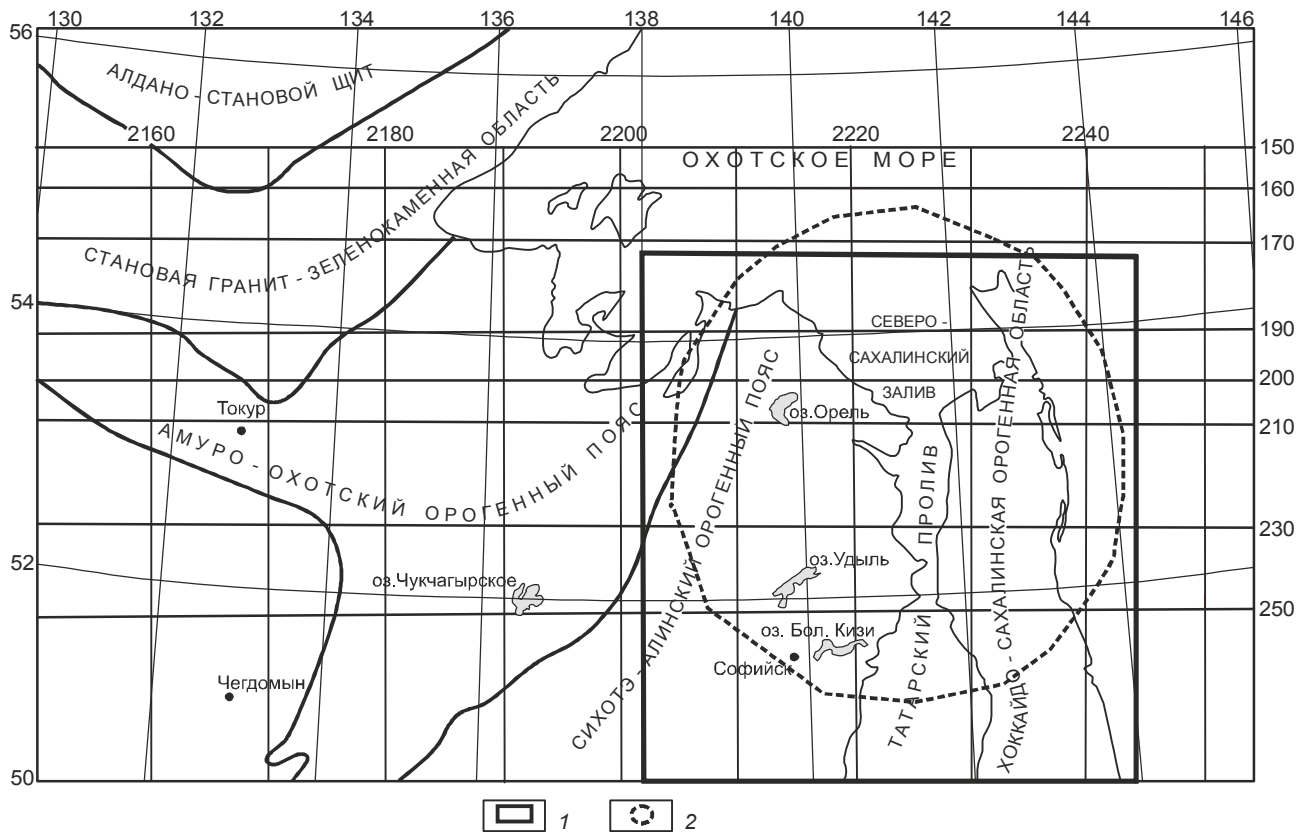 130 132 134 136 138 140 142 144 146
56
АЛДАНО - СТАНОВОЙ ЩИТ
2160 2180 2200 2220 2240
150
ОХОТСКОЕ МОРЕ
160
СТАНОВАЯ ГРАНИТ - ЗЕЛЕНОКАМЕННАЯ ОБЛАСТЬ
170
54
СЕВЕРО -
190
САХАЛИНСКИЙ
200
ЗАЛИВ
Токур
оз.Орель
210
АМУРО - ОХОТСКИЙ ОРОГЕННЫЙ ПОЯС
СИХОТЭ - АЛИНСКИЙ ОРОГЕННЫЙ ПОЯС
ТАТАРСКИЙ ПРОЛИВ
ХОККАЙДО - САХАЛИНСКАЯ ОРОГЕННАЯ ОБЛАСТЬ
230
52
оз.Чукчагырское
оз.Удыль
250
оз. Бол. Кизи
Софийск
Чегдомын
50
1 2